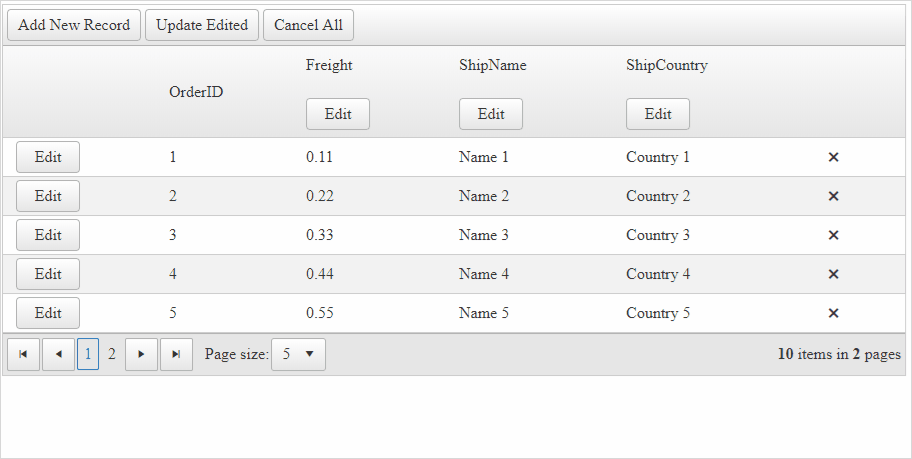 Add New Record Update Edited Cancel All
Freight ShipName ShipCountry
OrderID
Edit Edit Edit
Edit 1 0.11 Name 1 Country 1
Edit 2 0.22 Name 2 Country 2
Edit 3 0.33 Name 3 Country 3
Edit 4 0.44 Name 4 Country 4
Edit 5 0.55 Name 5 Country 5
1 2 Page size: 5 10 items in 2 pages